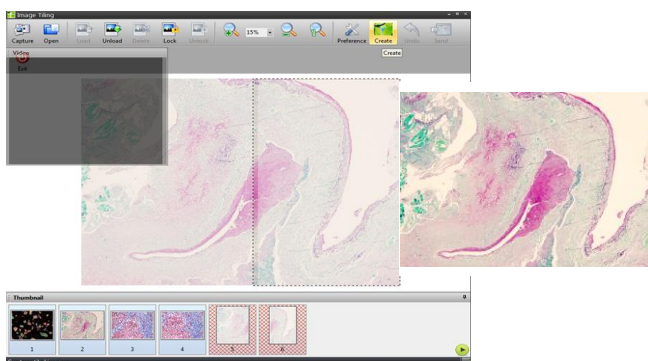 Image Tiling
Capture Open Load Unload Delete Lock Unlock 15% Preference Create Undo Send
Video
Create
Exit
Thumbnail
1 2 3 4 5 6